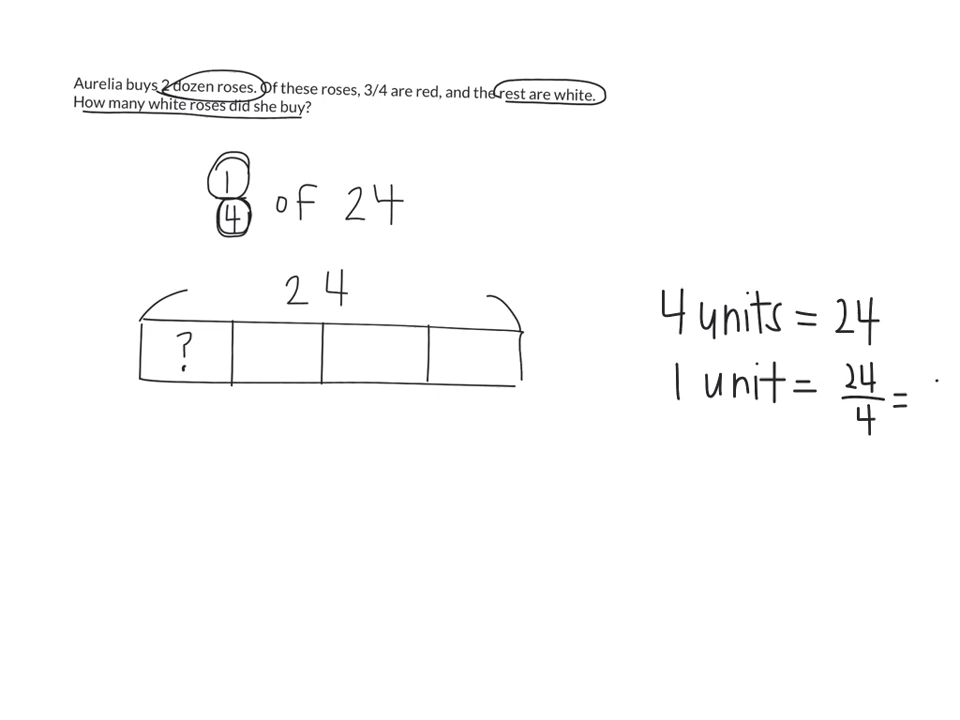 Aurelia buys 2 dozen roses. Of these roses, 3/4 are red, and the rest are white.
How many white roses did she buy?
1/4 of 24
24
?
4 units = 24
1 unit = 24/4 =